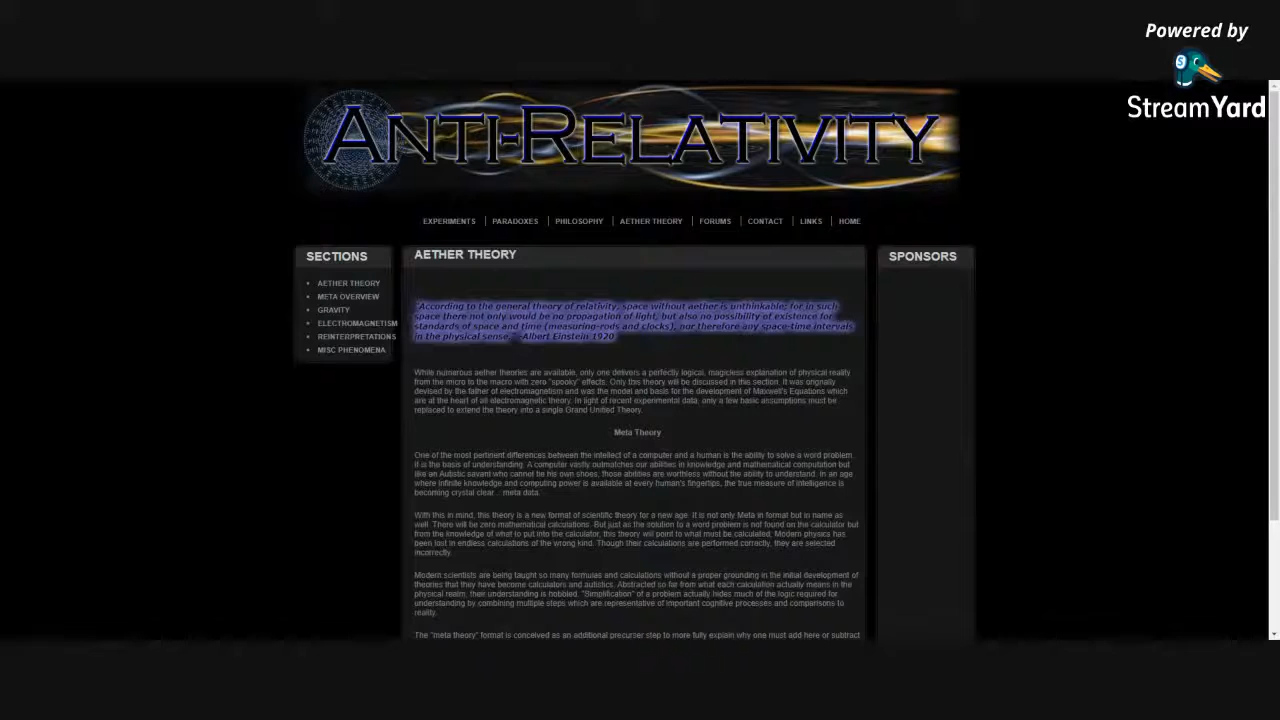 Powered by
StreamYard
ANTI-RELATIVITY
EXPERIMENTS | PARADOXES | PHILOSOPHY | AETHER THEORY | FORUMS | CONTACT | LINKS | HOME
SECTIONS
• AETHER THEORY
• META OVERVIEW
• GRAVITY
• ELECTROMAGNETISM
• REINTERPRETATIONS
• MISC PHENOMENA
AETHER THEORY
"According to the general theory of relativity, space without aether is unthinkable; for in such
space there not only would be no propagation of light, but also no possibility of existence for
standards of space and time (measuring-rods and clocks), nor therefore any space-time intervals
in the physical sense." -Albert Einstein 1920
While numerous aether theories are available, only one delivers a perfectly logical, magicless explanation of physical reality
from the micro to the macro with zero "spooky" effects. Only this theory will be discussed in this section. It was originally
devised by the father of electromagnetism and was the model and basis for the development of Maxwell's Equations which
are at the heart of all electromagnetic theory. In light of recent experimental data, only a few basic assumptions must be
replaced to extend the theory into a single Grand Unified Theory.
Meta Theory
One of the most pertinent differences between the intellect of a computer and a human is the ability to solve a word problem.
It is the basis of understanding. A computer vastly outmatches our abilities in knowledge and mathematical computation but
like an Autistic savant who cannot tie his own shoes, those abilities are worthless without the ability to understand. In an age
where infinite knowledge and computing power is available at every human's fingertips, the true measure of intelligence is
becoming crystal clear... meta data.
With this in mind, this theory is a new format of scientific theory for a new age. It is not only Meta in format but in name as
well. There will be zero mathematical calculations. But just as the solution to a word problem is not found on the calculator but
from the knowledge of what to put into the calculator, this theory will point to what must be calculated. Modern physics has
been lost in endless calculations of the wrong kind. Though their calculations are performed correctly, they are selected
incorrectly.
Modern scientists are being taught so many formulas and calculations without a proper grounding in the initial development of
theories that they have become calculators and autistics. Abstracted so far from what each calculation actually means in the
physical realm, their understanding is hobbled. "Simplification" of a problem actually hides much of the logic required for
understanding by combining multiple steps which are representative of important cognitive processes and comparisons to
reality.
The "meta theory" format is conceived as an additional precurser step to more fully explain why one must add here or subtract
SPONSORS